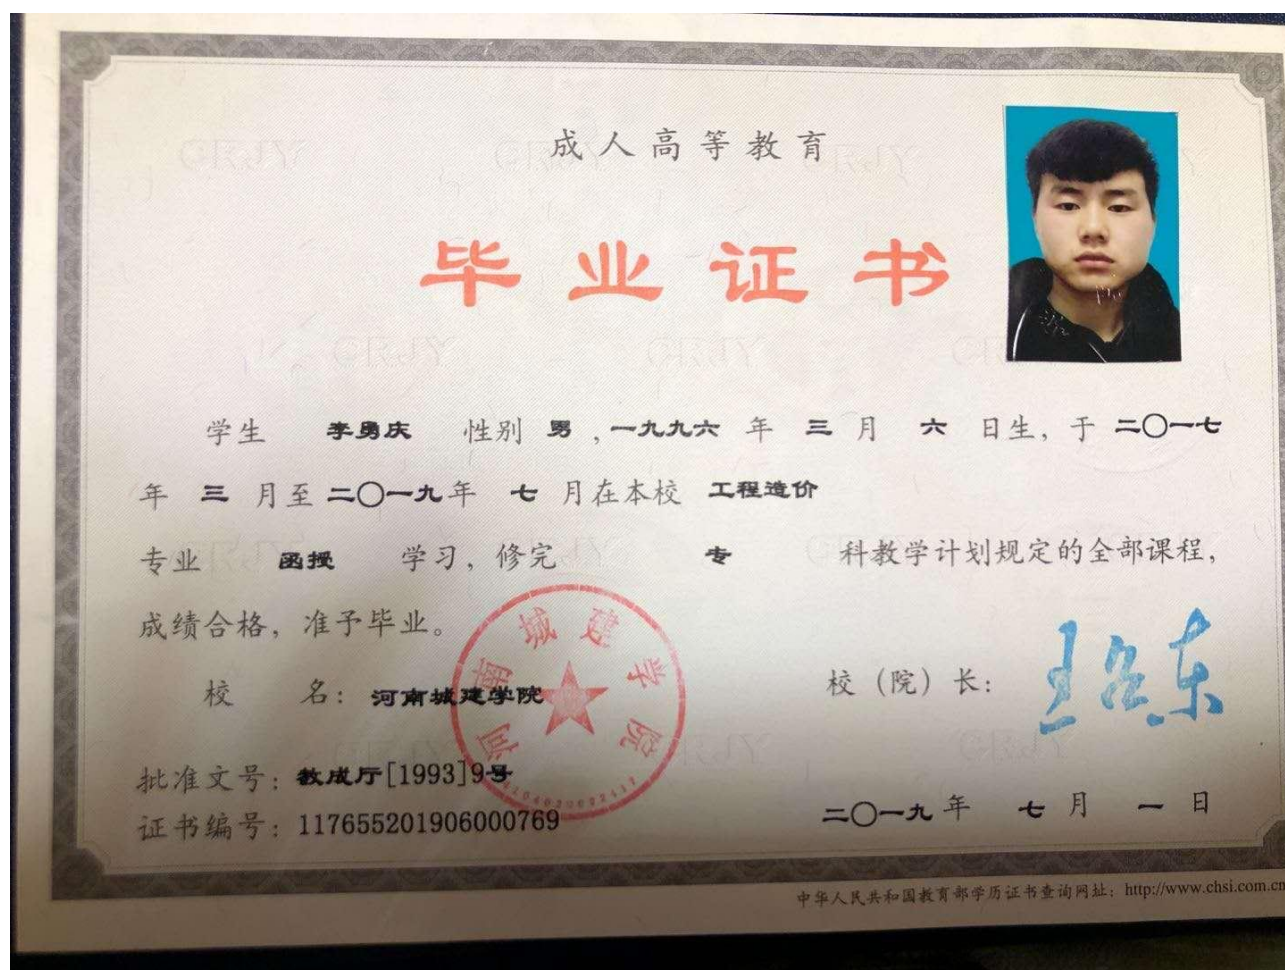 成人高等教育
毕业证书
学生 李勇庆 性别 男,一九九六 年 三 月 六 日生,于 二〇一七
年 三 月至 二〇一九年 七 月在本校 工程造价
专业 函授 学习,修完 专 科教学计划规定的全部课程,
成绩合格,准予毕业。
校 名:河南城建学院
河南城建学院
校(院)长:
批准文号:教成厅[1993]9号
证书编号:117655201906000769
二〇一九年 七 月 一 日
中华人民共和国教育部学历证书查询网址:http://www.chsi.com.cn